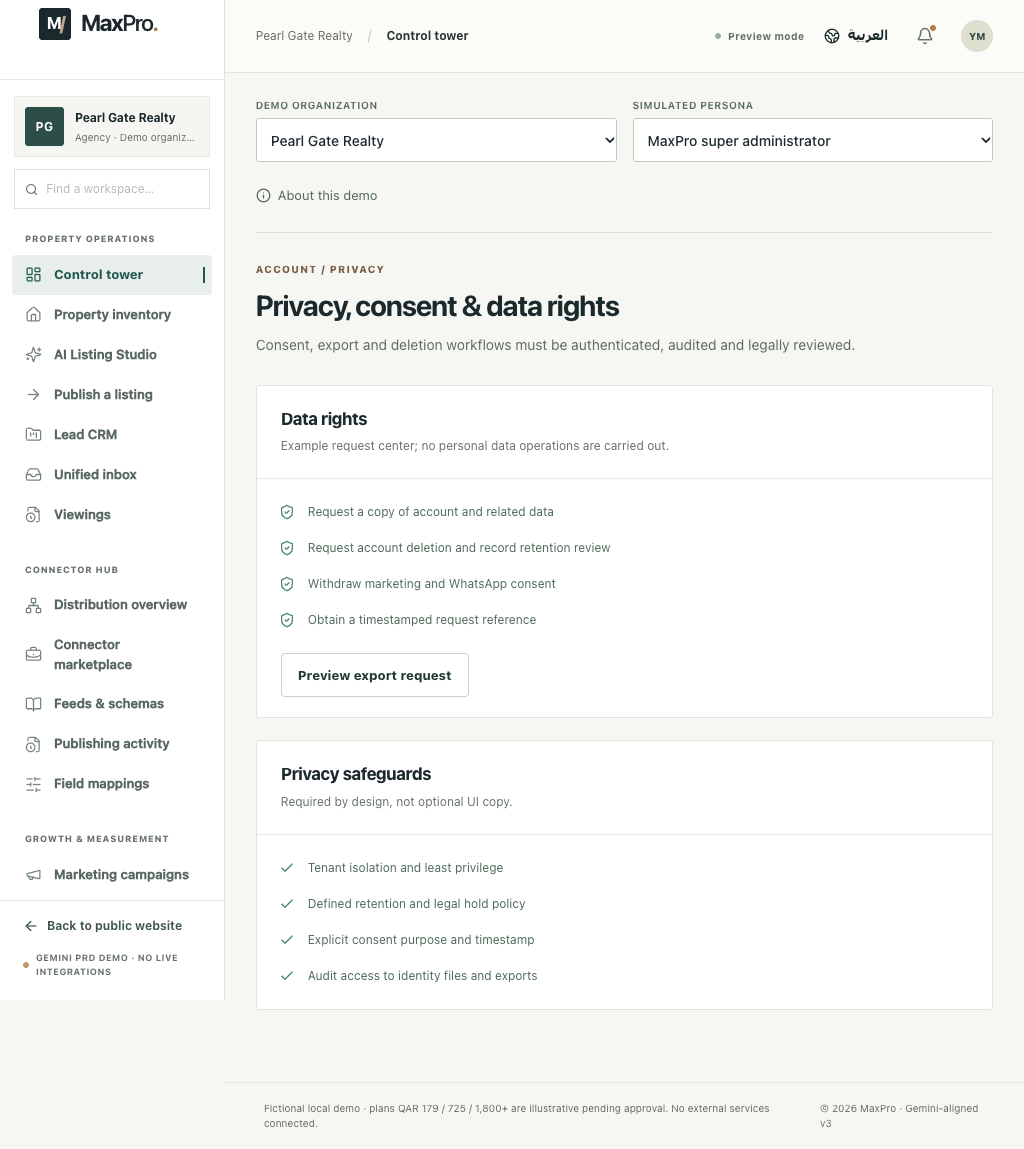 M/ MaxPro.
Pearl Gate Realty / Control tower
Preview mode
العربية
YM
PG
Pearl Gate Realty
Agency · Demo organiz...
Find a workspace...
PROPERTY OPERATIONS
Control tower
Property inventory
AI Listing Studio
Publish a listing
Lead CRM
Unified inbox
Viewings
CONNECTOR HUB
Distribution overview
Connector
marketplace
Feeds & schemas
Publishing activity
Field mappings
GROWTH & MEASUREMENT
Marketing campaigns
Back to public website
GEMINI PRD DEMO · NO LIVE
INTEGRATIONS
DEMO ORGANIZATION
Pearl Gate Realty
SIMULATED PERSONA
MaxPro super administrator
About this demo
ACCOUNT / PRIVACY
Privacy, consent & data rights
Consent, export and deletion workflows must be authenticated, audited and legally reviewed.
Data rights
Example request center; no personal data operations are carried out.
Request a copy of account and related data
Request account deletion and record retention review
Withdraw marketing and WhatsApp consent
Obtain a timestamped request reference
Preview export request
Privacy safeguards
Required by design, not optional UI copy.
Tenant isolation and least privilege
Defined retention and legal hold policy
Explicit consent purpose and timestamp
Audit access to identity files and exports
Fictional local demo · plans QAR 179 / 725 / 1,800+ are illustrative pending approval. No external services
connected.
© 2026 MaxPro · Gemini-aligned
v3